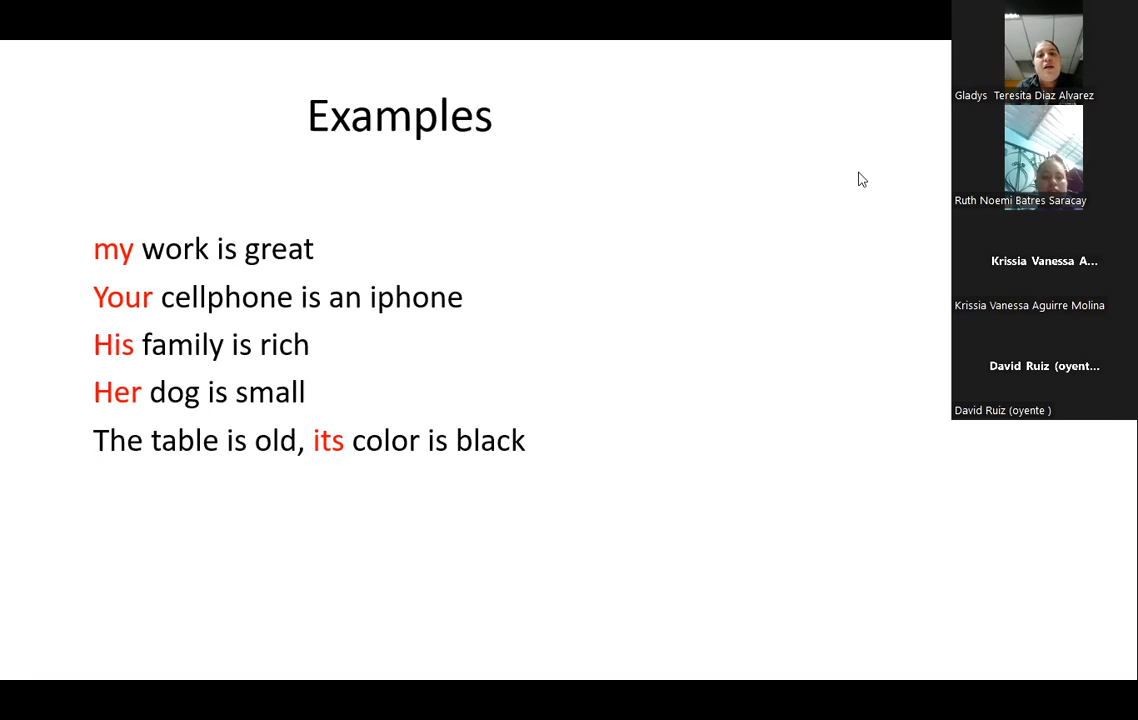 Examples
my work is great
Your cellphone is an iphone
His family is rich
Her dog is small
The table is old, its color is black
Gladys Teresita Diaz Alvarez
Ruth Noemi Batres Saracay
Krissia Vanessa A...
Krissia Vanessa Aguirre Molina
David Ruiz (oyent...
David Ruiz (oyente )